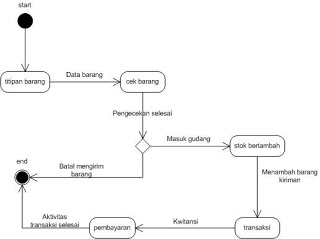 start
titipan barang
Data barang
cek barang
Pengecekan selesai
Masuk gudang
stok bertambah
Menambah barang
kiriman
end
Batal mengirim
barang
Aktivitas
transaksi selesai
pembayaran
Kwitansi
transaksi